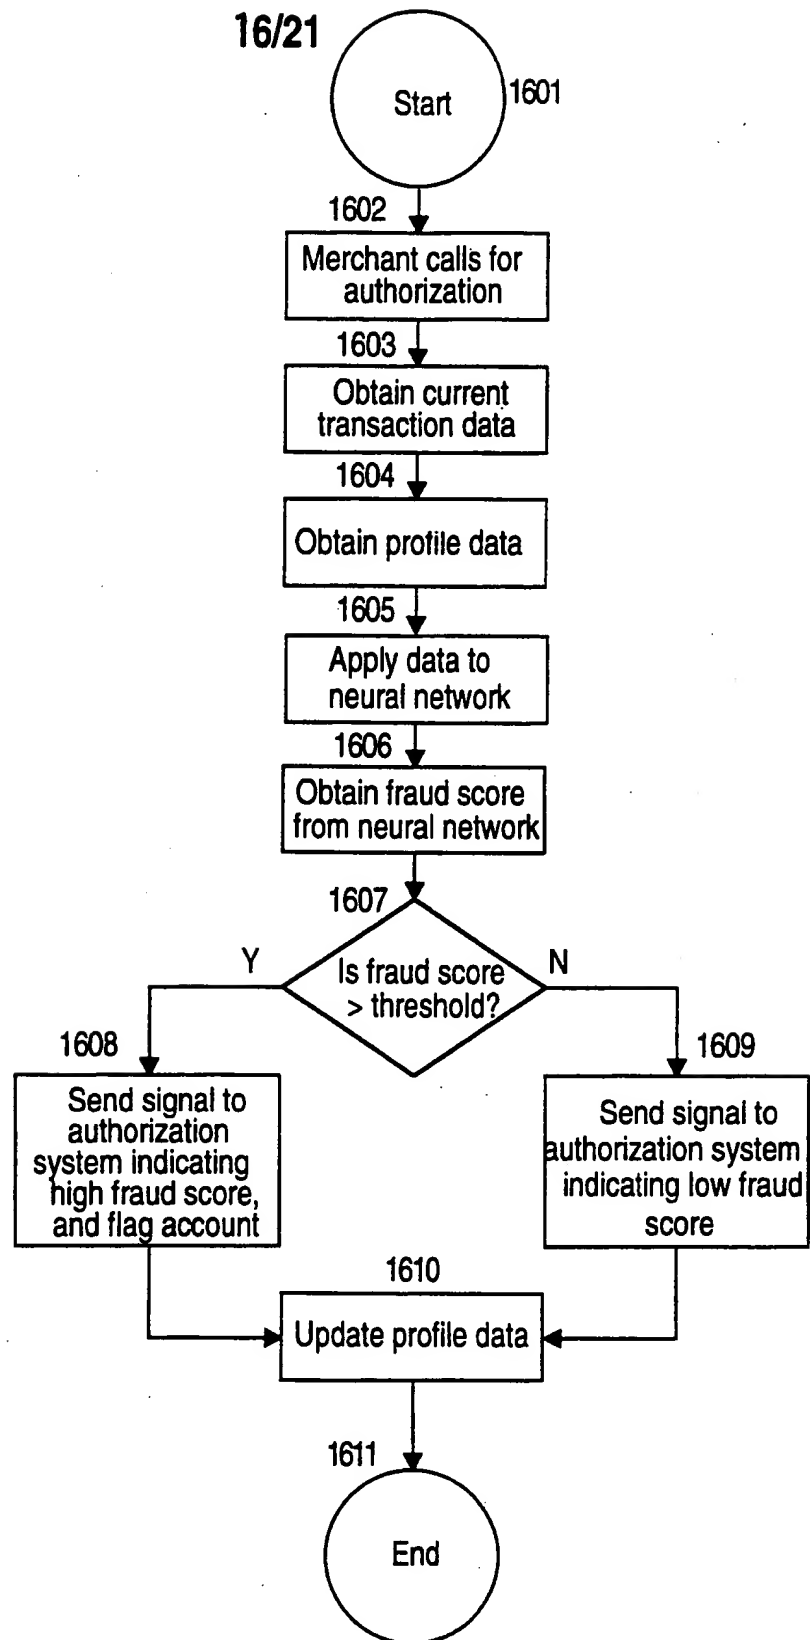 16/21
Start
1601
1602
Merchant calls for
authorization
1603
Obtain current
transaction data
1604
Obtain profile data
1605
Apply data to
neural network
1606
Obtain fraud score
from neural network
1607
Y
Is fraud score
> threshold?
N
1608
Send signal to
authorization
system indicating
high fraud score,
and flag account
1609
Send signal to
authorization system
indicating low fraud
score
1610
Update profile data
1611
End